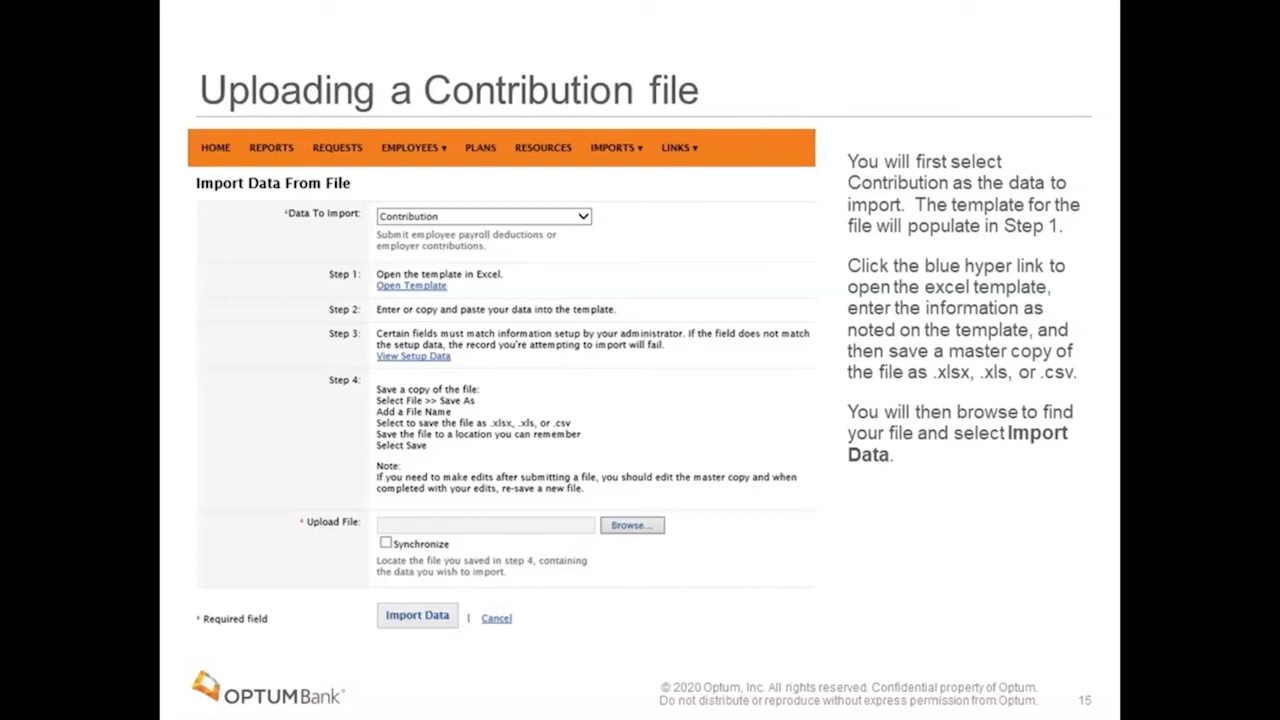 Uploading a Contribution file
HOME REPORTS REQUESTS EMPLOYEES ▾ PLANS RESOURCES IMPORTS ▾ LINKS ▾
Import Data From File
*Data To Import: Contribution
Submit employee payroll deductions or
employer contributions.
Step 1: Open the template in Excel.
Open Template
Step 2: Enter or copy and paste your data into the template.
Step 3: Certain fields must match information setup by your administrator. If the field does not match
the setup data, the record you're attempting to import will fail.
View Setup Data
Step 4:
Save a copy of the file:
Select File >> Save As
Add a File Name
Select to save the file as .xlsx, .xls, or .csv
Save the file to a location you can remember
Select Save
Note:
If you need to make edits after submitting a file, you should edit the master copy and when
completed with your edits, re-save a new file.
* Upload File: Browse...
Synchronize
Locate the file you saved in step 4, containing
the data you wish to import.
* Required field Import Data | Cancel
You will first select
Contribution as the data to
import. The template for the
file will populate in Step 1.
Click the blue hyper link to
open the excel template,
enter the information as
noted on the template, and
then save a master copy of
the file as .xlsx, .xls, or .csv.
You will then browse to find
your file and select Import
Data.
OPTUMBank®
© 2020 Optum, Inc. All rights reserved. Confidential property of Optum.
Do not distribute or reproduce without express permission from Optum.
15